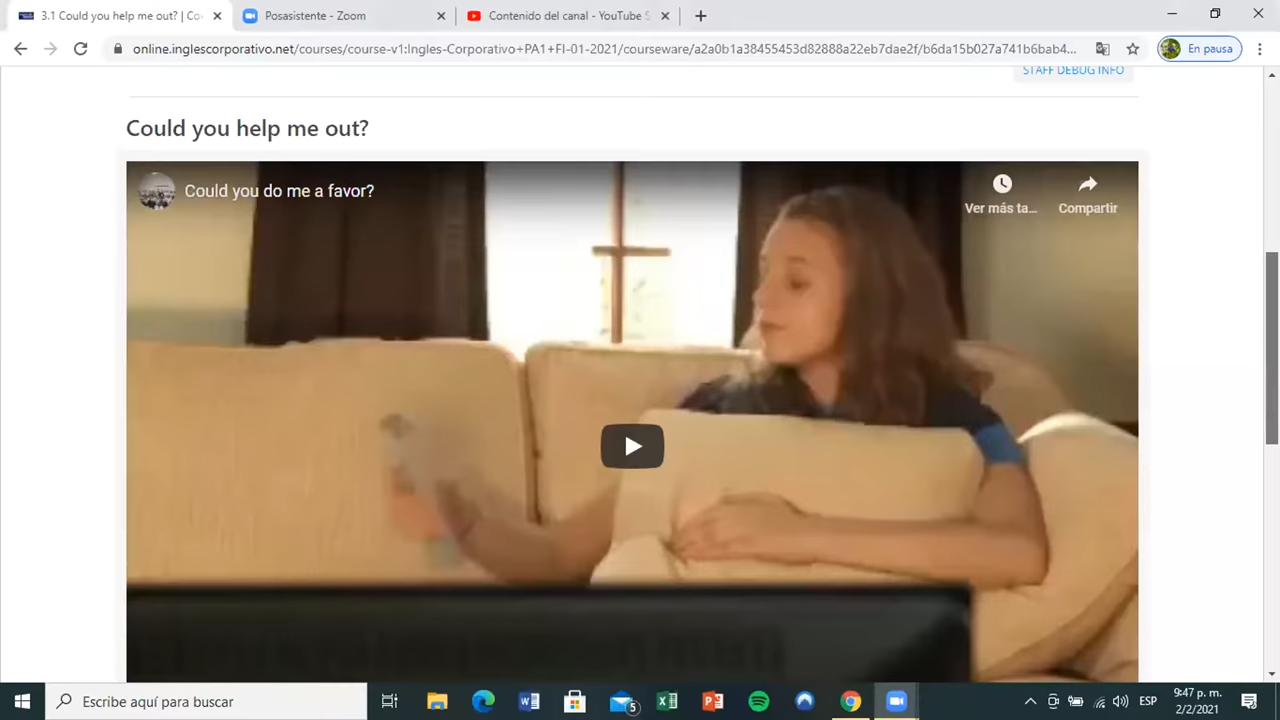 3.1 Could you help me out? | Co
Posasistente - Zoom
Contenido del canal - YouTube S
online.inglescorporativo.net/courses/course-v1:Ingles-Corporativo+PA1+FI-01-2021/courseware/a2a0b1a38455453d82888a22eb7dae2f/b6da15b027a741b6bab4...
En pausa
STAFF DEBUG INFO
Could you help me out?
Could you do me a favor?
Ver más ta...
Compartir
Escribe aquí para buscar
5
ESP
9:47 p. m.
2/2/2021